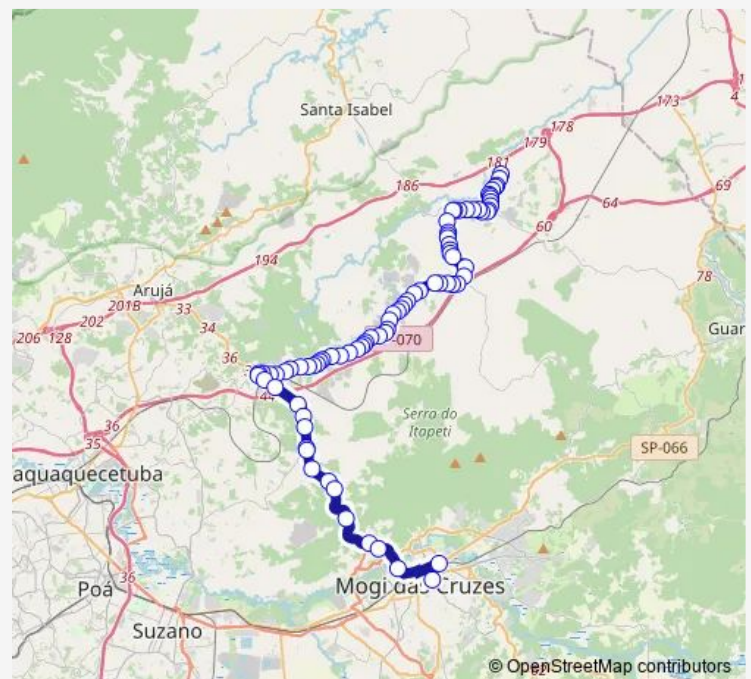 Santa Isabel
173
178
179
181
186
64
69
60
194
78
Arujá
201B
33
202
34
206
128
Guar
36
-070
44
Serra do
Itapeti
36
35
SP-066
aquaquecetuba
36
Poá
Mogi das Cruzes
Suzano
© OpenStreetMap contributors